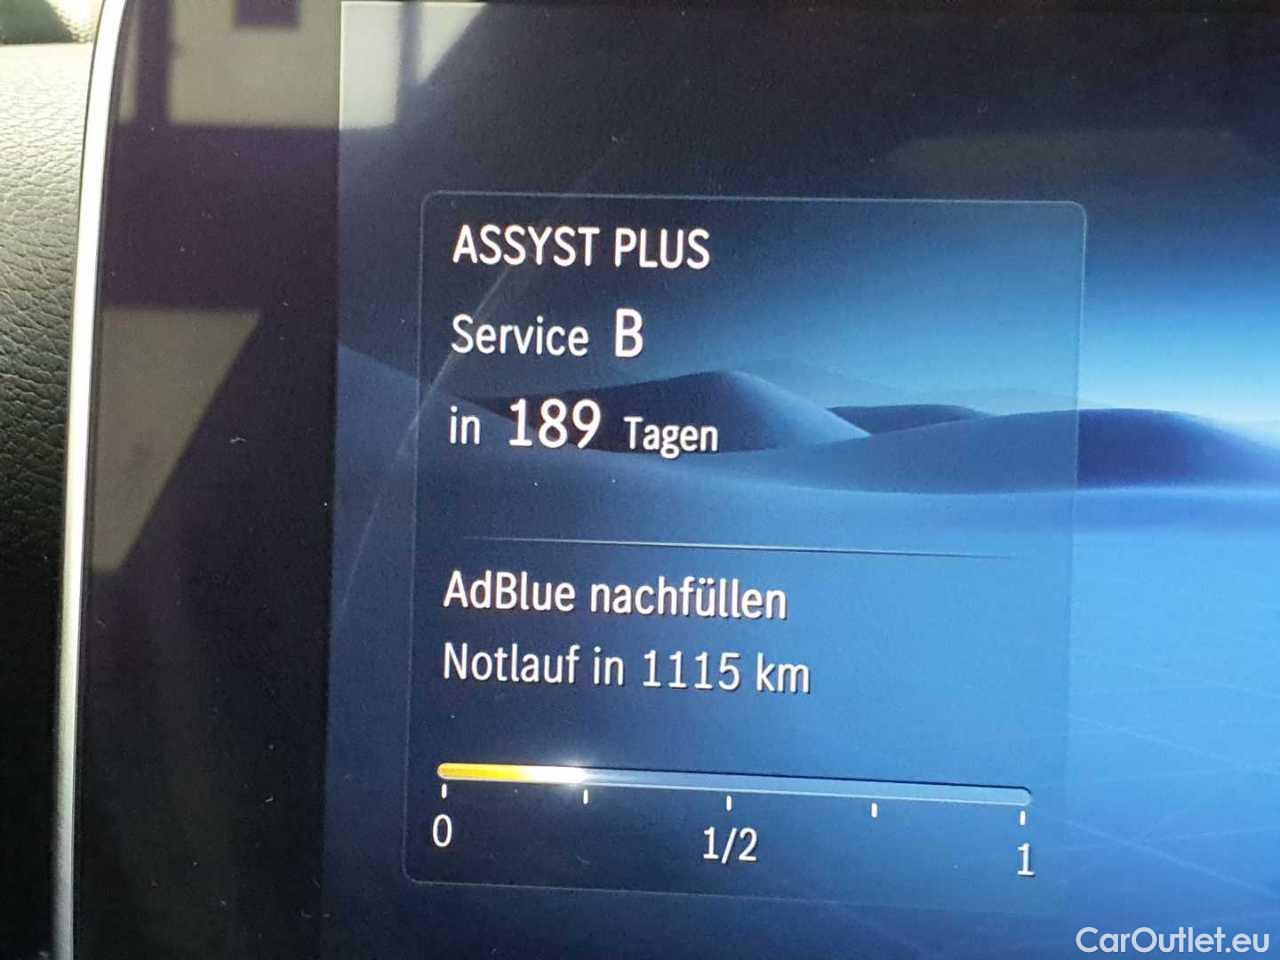 ASSYST PLUS
Service B
in 189 Tagen
AdBlue nachfüllen
Notlauf in 1115 km
0 1/2 1
CarOutlet.eu